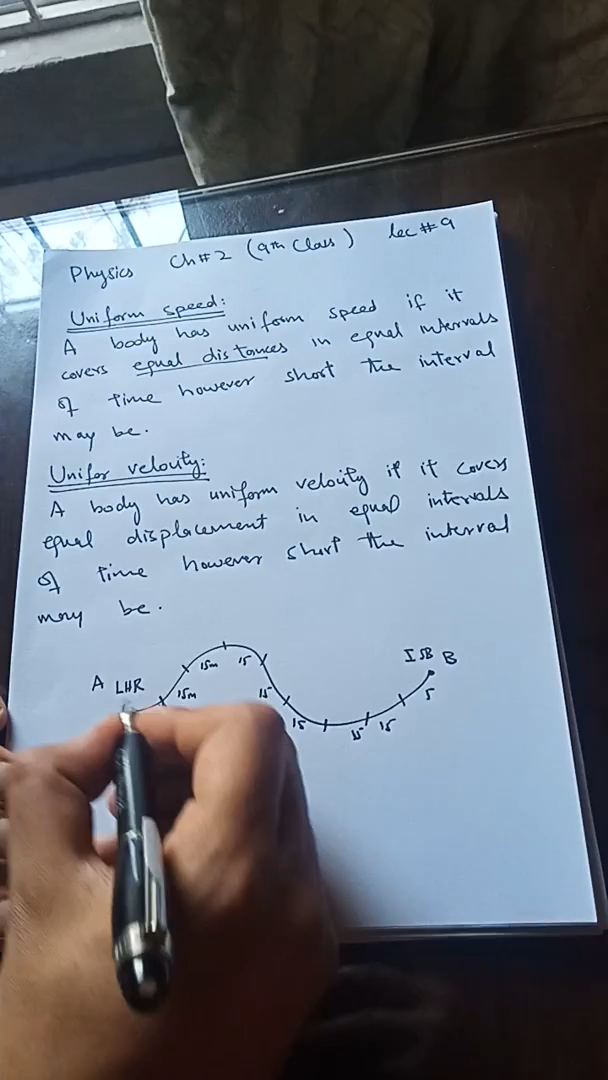 Physics Ch#2 (9th Class) Lec #9
Uniform speed:
A body has uniform speed if it
covers equal distances in equal intervals
of time however short the interval
may be.
Unifor velocity:
A body has uniform velocity if it covers
equal displacement in equal intervals
of time however short the interval
may be.
A LHR 15m 15m 15 15 15 15 15 5 ISB B